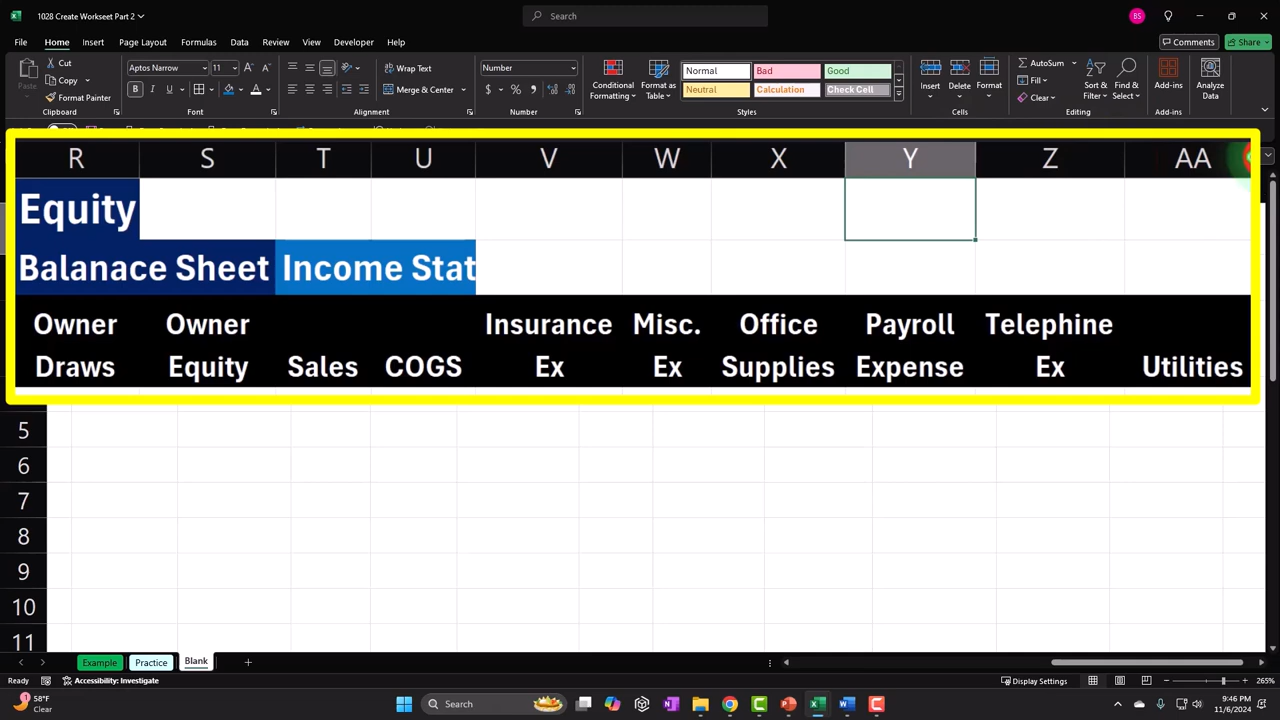 1028 Create Workseet Part 2
Search
BS
File Home Insert Page Layout Formulas Data Review View Developer Help
Comments Share
Cut
Copy
Paste
Format Painter
Clipboard
Aptos Narrow 11
B I U
Font
Wrap Text
Merge & Center
Alignment
Number
$ % ,
Number
Conditional Formatting
Format as Table
Normal Bad Good
Neutral Calculation Check Cell
Styles
Insert Delete Format
Cells
AutoSum
Fill
Clear
Sort & Filter
Find & Select
Editing
Add-ins
Add-ins
Analyze Data
R S T U V W X Y Z AA
Equity
Balanace Sheet Income Stat
Owner Draws
Owner Equity
Sales
COGS
Insurance Ex
Misc. Ex
Office Supplies
Payroll Expense
Telephine Ex
Utilities
5
6
7
8
9
10
11
Example Practice Blank
Ready
Accessibility: Investigate
Display Settings
265%
1
58°F
Clear
Search
9:46 PM
11/6/2024